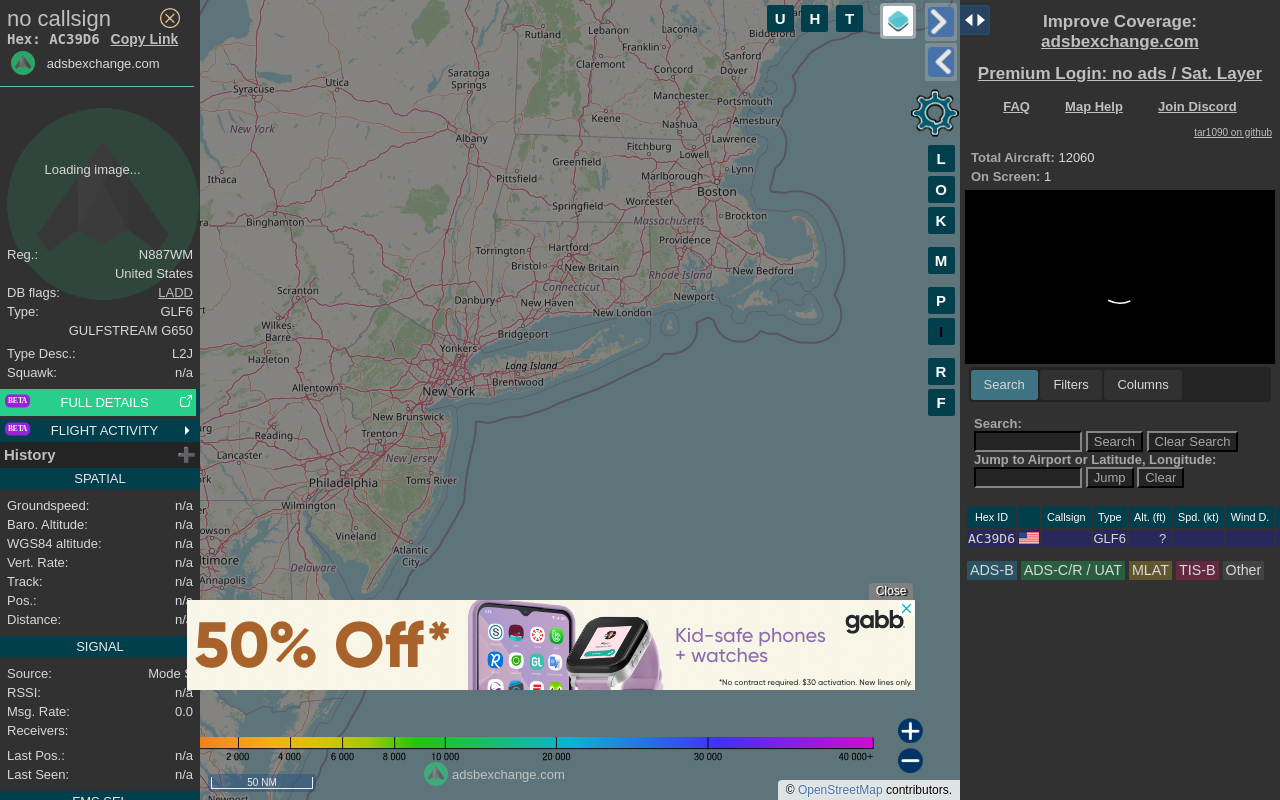 no callsign
Hex: AC39D6 Copy Link
adsbexchange.com
Loading image...
Reg.: N887WM
United States
DB flags: LADD
Type: GLF6
GULFSTREAM G650
Type Desc.: L2J
Squawk: n/a
BETA FULL DETAILS
BETA FLIGHT ACTIVITY
History
SPATIAL
Groundspeed: n/a
Baro. Altitude: n/a
WGS84 altitude: n/a
Vert. Rate: n/a
Track: n/a
Pos.: n/a
Distance: n/a
SIGNAL
Source: Mode S
RSSI: n/a
Msg. Rate: 0.0
Receivers:
Last Pos.: n/a
Last Seen: n/a
FMS SEL
U H T
L
O
K
M
P
I
R
F
Rutland
Lebanon
Laconia
Biddeford
Franklin
Sanford
Claremont
Concord
Dover
Saratoga
Springs
Utica
Syracuse
Manchester
Portsmouth
Keene
Nashua
Amesbury
New York
Albany
Fitchburg
Lawrence
Greenfield
Lowell
Lynn
Ithaca
Pittsfield
Marlborough
Boston
Worcester
Springfield
Massachusetts
Brockton
Binghamton
Hartford
Providence
Torrington
Bristol
New Britain
Rhode Island
New Bedford
Scranton
Connecticut
Danbury
New Haven
New London
Newport
Wilkes-
Barre
Bridgeport
Hazleton
Yonkers
Long Island
Brentwood
Allentown
New York
New Brunswick
Reading
Trenton
Lancaster
New Jersey
Philadelphia
Toms River
Wilmington
Vineland
Atlantic
City
Delaware
Annapolis
Close
50% Off*
Kid-safe phones
+ watches
gabb
*No contract required. $30 activation. New lines only.
2 000 4 000 6 000 8 000 10 000 20 000 30 000 40 000+
adsbexchange.com
50 NM
© OpenStreetMap contributors.
Improve Coverage:
adsbexchange.com
Premium Login: no ads / Sat. Layer
FAQ Map Help Join Discord
tar1090 on github
Total Aircraft: 12060
On Screen: 1
Search Filters Columns
Search:
Search Clear Search
Jump to Airport or Latitude, Longitude:
Jump Clear
Hex ID Callsign Type Alt. (ft) Spd. (kt) Wind D.
AC39D6 GLF6 ?
ADS-B ADS-C/R / UAT MLAT TIS-B Other